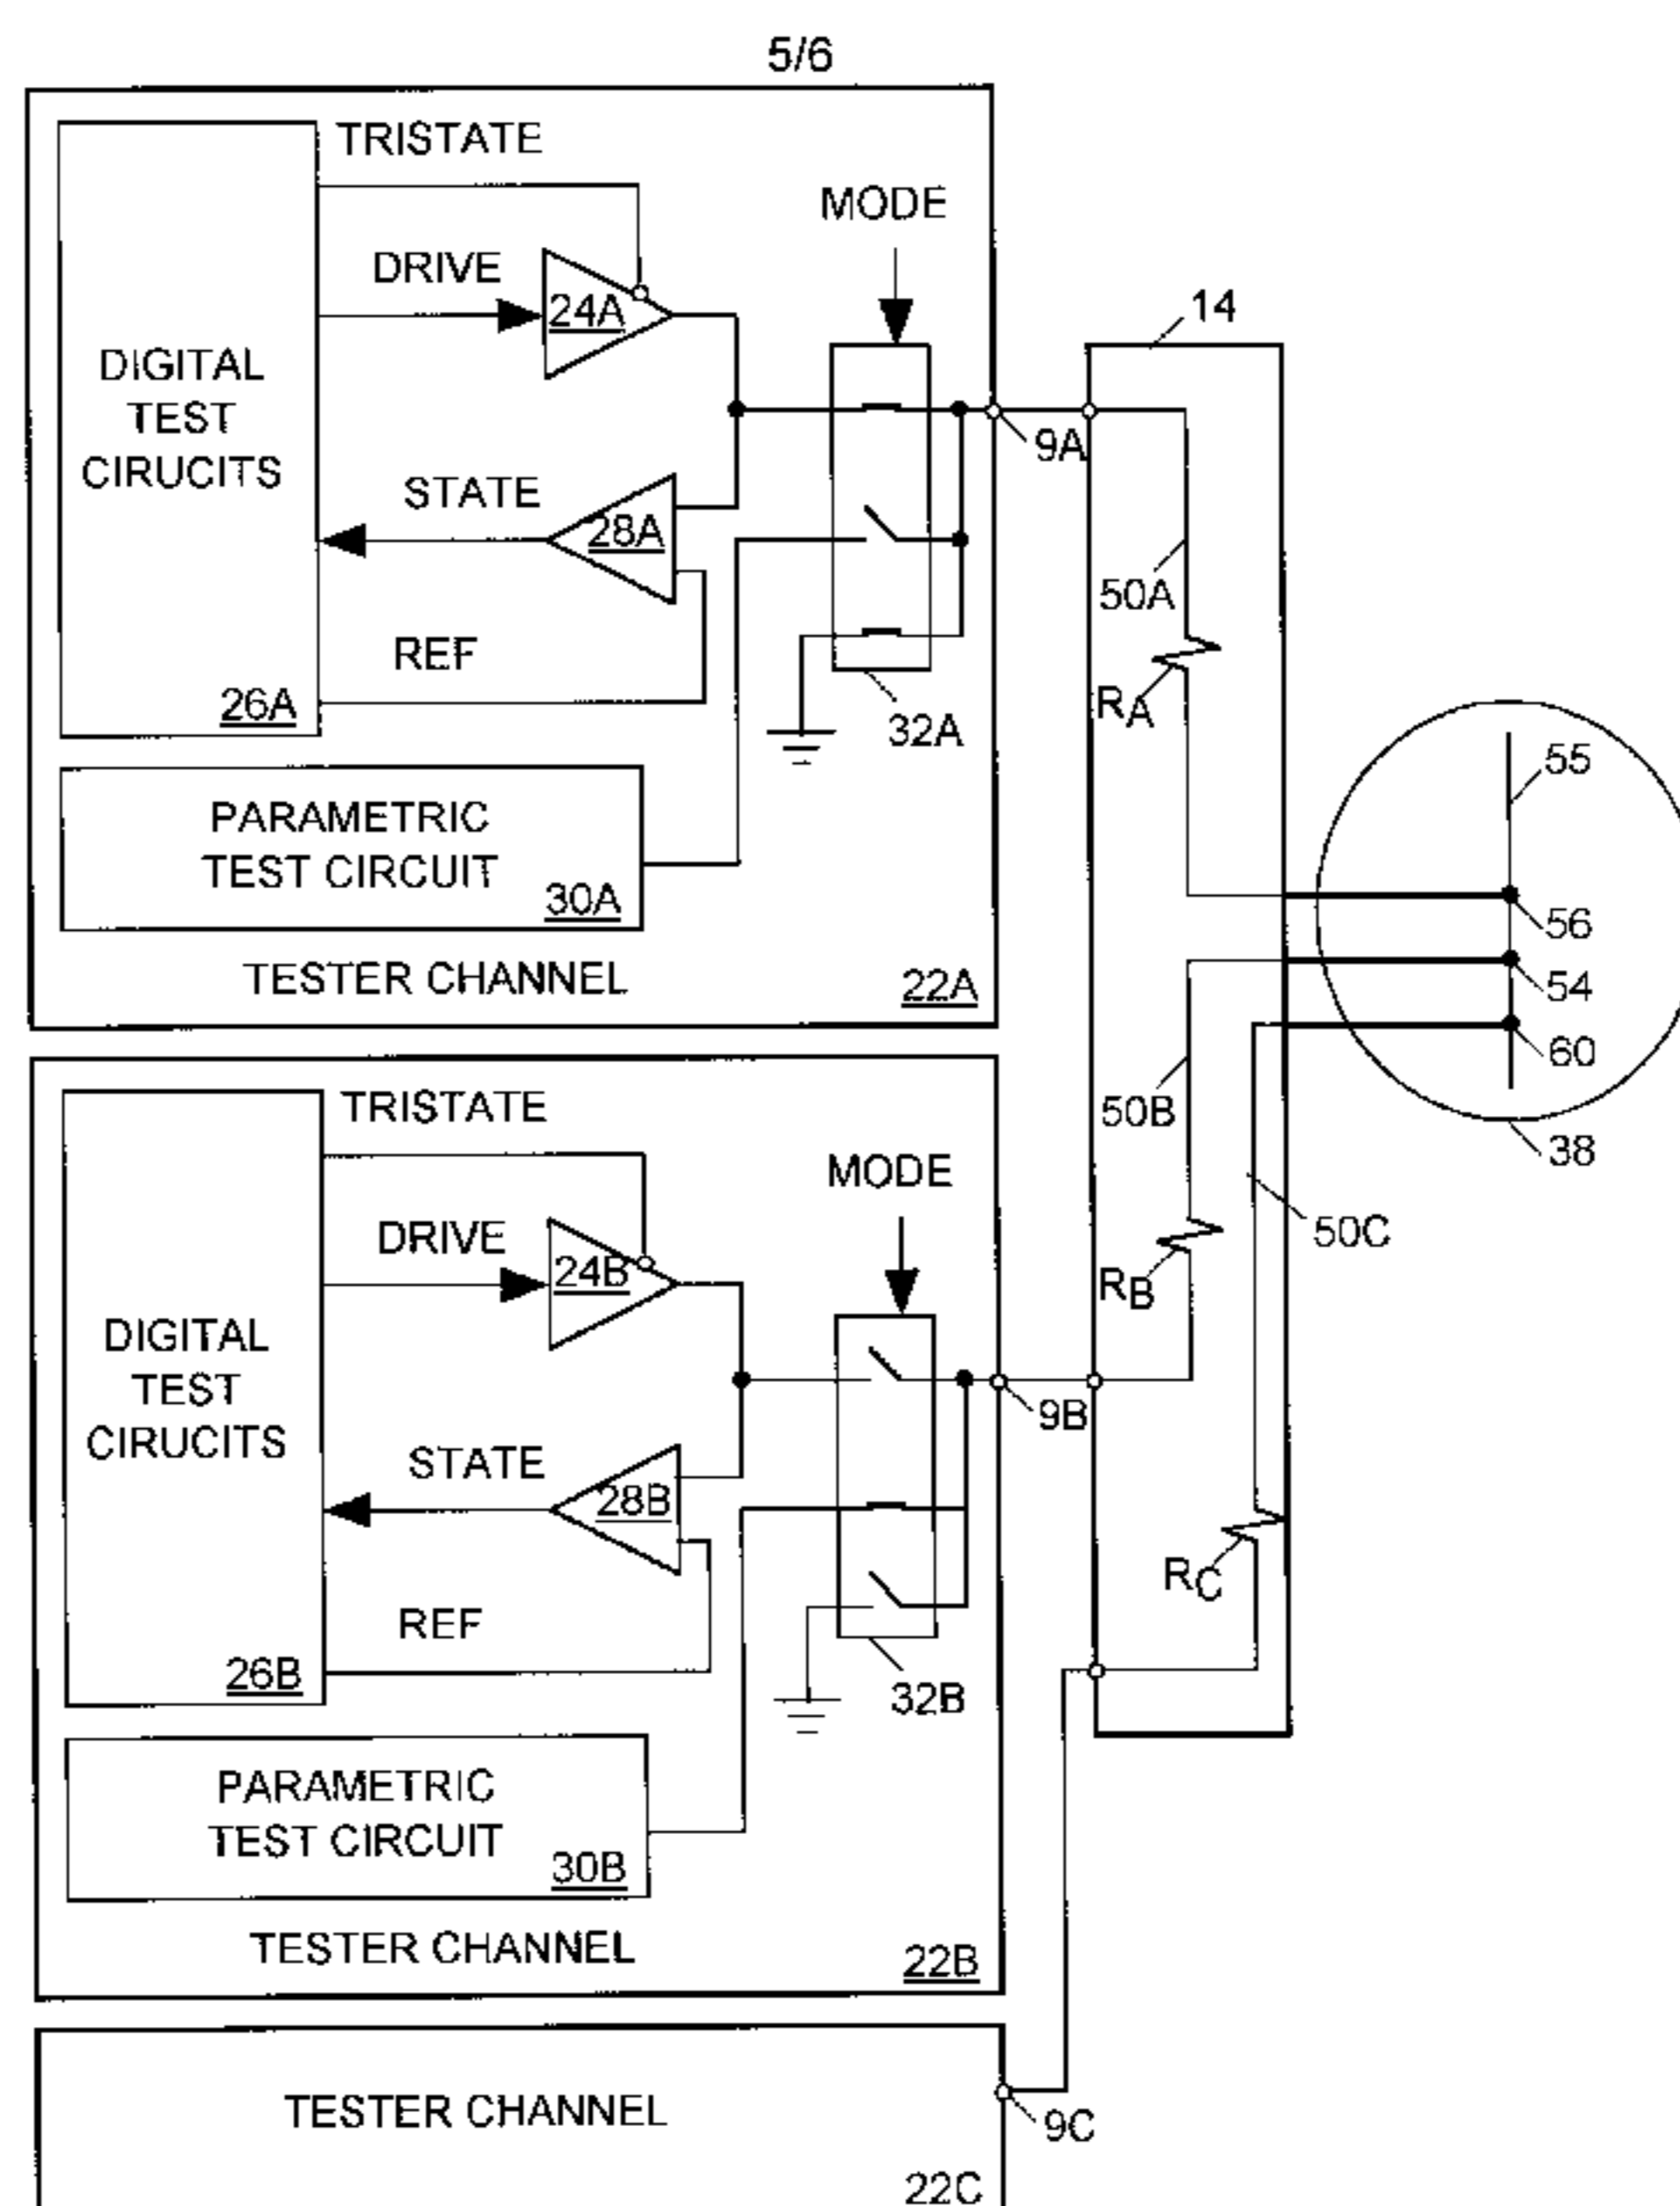 5/6
TRISTATE
MODE
DRIVE
24A
14
DIGITAL
TEST
CIRUCITS
9A
STATE
28A
50A
REF
26A
32A
RA
55
PARAMETRIC
TEST CIRCUIT
30A
56
TESTER CHANNEL
22A
54
60
TRISTATE
50B
38
MODE
DRIVE
24B
50C
RB
DIGITAL
TEST
CIRUCITS
9B
STATE
28B
RC
REF
26B
32B
PARAMETRIC
TEST CIRCUIT
30B
TESTER CHANNEL
22B
TESTER CHANNEL
9C
22C